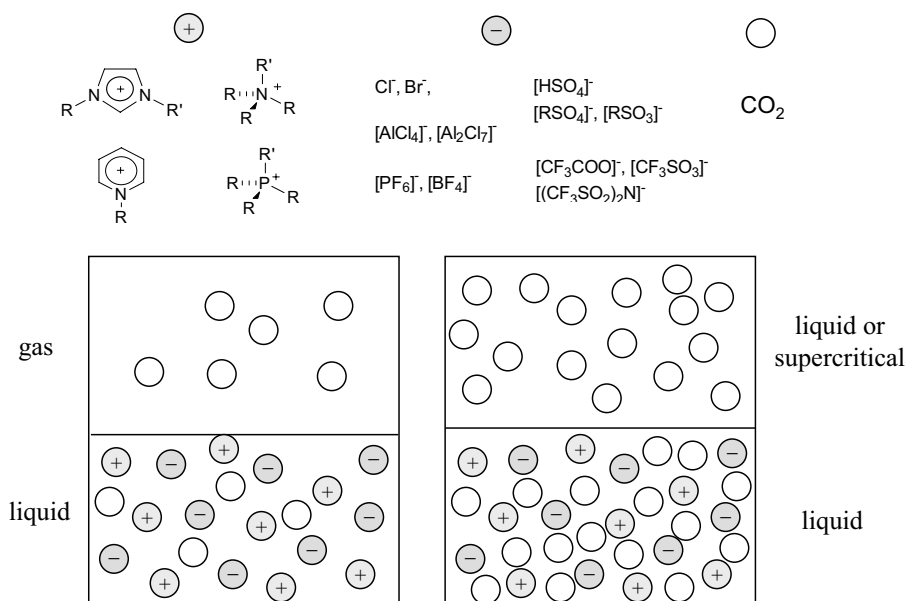 + −
R N + N R'
R' R N + R R
Cl⁻, Br⁻,
[AlCl₄]⁻, [Al₂Cl₇]⁻
[PF₆]⁻, [BF₄]⁻
[HSO₄]⁻
[RSO₄]⁻, [RSO₃]⁻
[CF₃COO]⁻, [CF₃SO₃]⁻
[(CF₃SO₂)₂N]⁻
CO₂
+ N R
R' R P + R R
gas
liquid
liquid or
supercritical
liquid